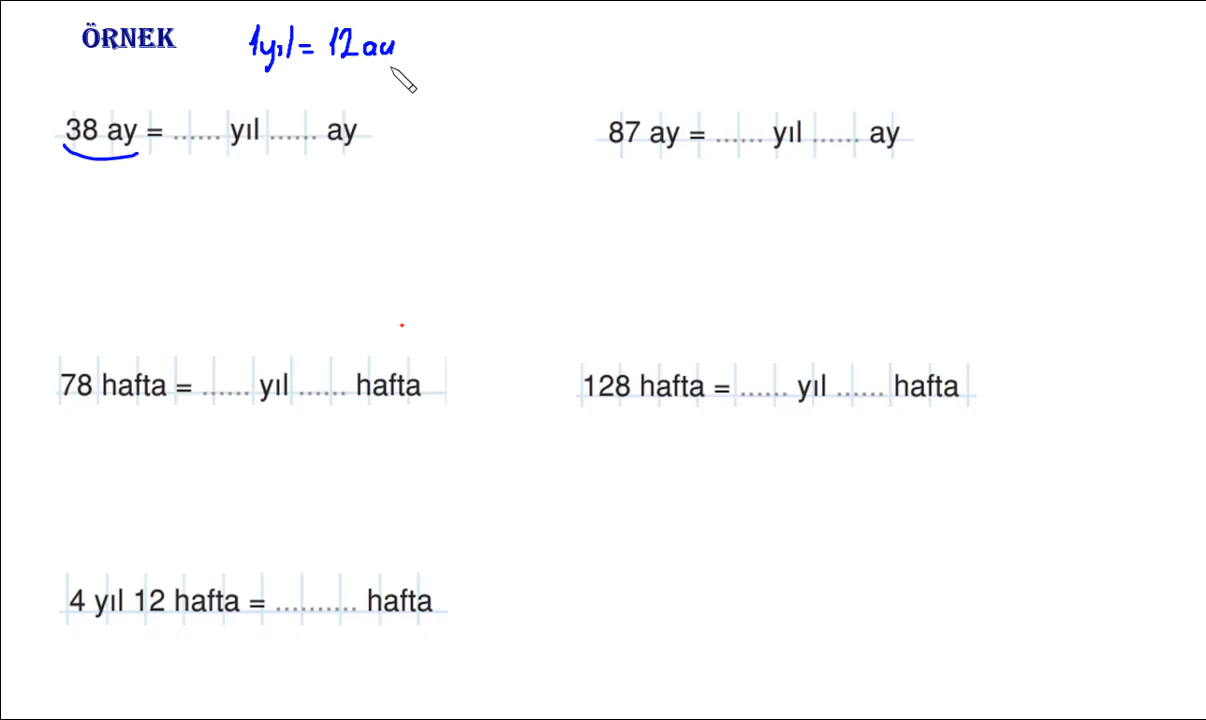 ÖRNEK 1yıl = 12 ay
38 ay = ...... yıl ...... ay
87 ay = ...... yıl ...... ay
78 hafta = ...... yıl ...... hafta
128 hafta = ...... yıl ...... hafta
4 yıl 12 hafta = .......... hafta